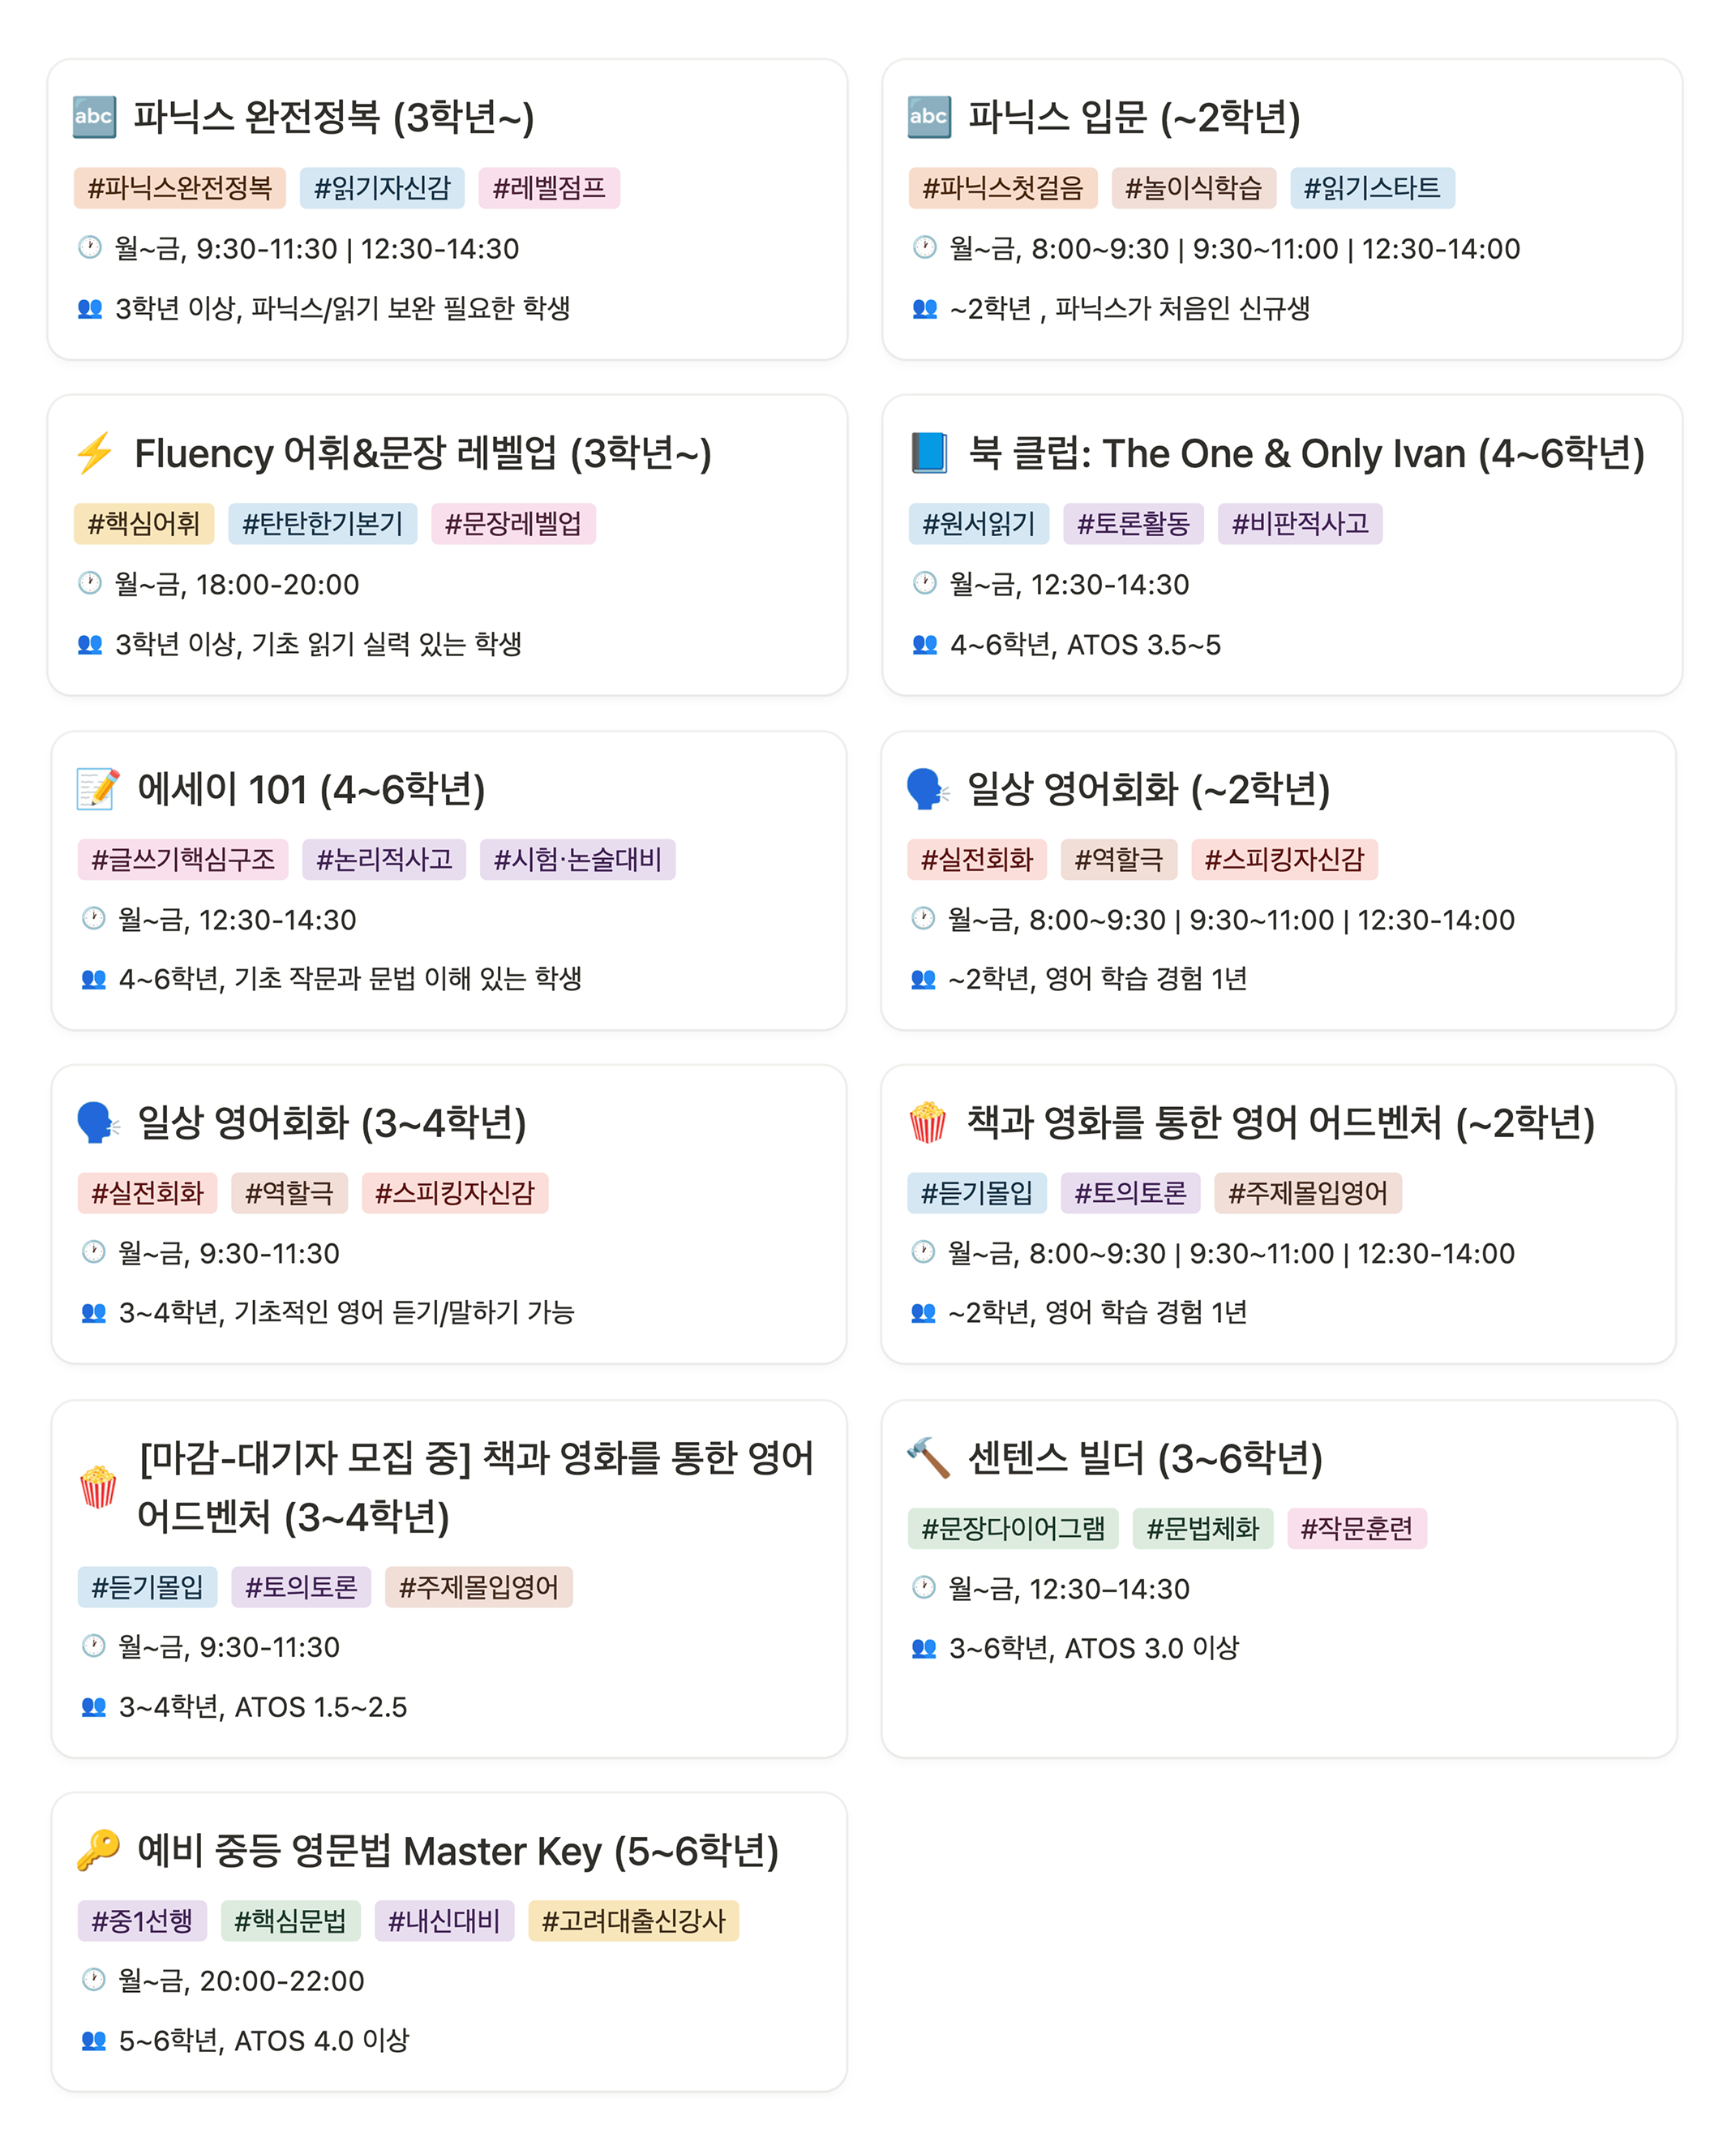 파닉스 완전정복 (3학년~)
#파닉스완전정복 #읽기자신감 #레벨점프
월~금, 9:30-11:30 | 12:30-14:30
3학년 이상, 파닉스/읽기 보완 필요한 학생
파닉스 입문 (~2학년)
#파닉스첫걸음 #놀이식학습 #읽기스타트
월~금, 8:00~9:30 | 9:30~11:00 | 12:30-14:00
~2학년 , 파닉스가 처음인 신규생
Fluency 어휘&문장 레벨업 (3학년~)
#핵심어휘 #탄탄한기본기 #문장레벨업
월~금, 18:00-20:00
3학년 이상, 기초 읽기 실력 있는 학생
북 클럽: The One & Only Ivan (4~6학년)
#원서읽기 #토론활동 #비판적사고
월~금, 12:30-14:30
4~6학년, ATOS 3.5~5
에세이 101 (4~6학년)
#글쓰기핵심구조 #논리적사고 #시험·논술대비
월~금, 12:30-14:30
4~6학년, 기초 작문과 문법 이해 있는 학생
일상 영어회화 (~2학년)
#실전회화 #역할극 #스피킹자신감
월~금, 8:00~9:30 | 9:30~11:00 | 12:30-14:00
~2학년, 영어 학습 경험 1년
일상 영어회화 (3~4학년)
#실전회화 #역할극 #스피킹자신감
월~금, 9:30-11:30
3~4학년, 기초적인 영어 듣기/말하기 가능
책과 영화를 통한 영어 어드벤처 (~2학년)
#듣기몰입 #토의토론 #주제몰입영어
월~금, 8:00~9:30 | 9:30~11:00 | 12:30-14:00
~2학년, 영어 학습 경험 1년
[마감-대기자 모집 중] 책과 영화를 통한 영어
어드벤처 (3~4학년)
#듣기몰입 #토의토론 #주제몰입영어
월~금, 9:30-11:30
3~4학년, ATOS 1.5~2.5
센텐스 빌더 (3~6학년)
#문장다이어그램 #문법체화 #작문훈련
월~금, 12:30–14:30
3~6학년, ATOS 3.0 이상
예비 중등 영문법 Master Key (5~6학년)
#중1선행 #핵심문법 #내신대비 #고려대출신강사
월~금, 20:00-22:00
5~6학년, ATOS 4.0 이상